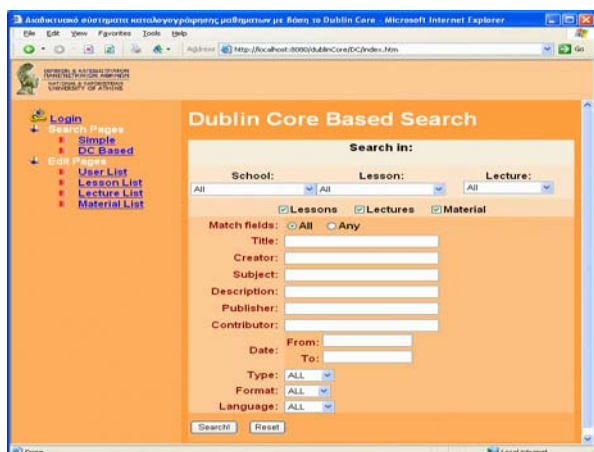 Διαδικτυακό σύστημα καταλογογράφησης μαθημάτων με βάση το Dublin Core - Microsoft Internet Explorer
File Edit View Favorites Tools Help
Address http://localhost:8080/dublinCore/DC/index.htm Go
UNIVERSITY OF ATHENS
Login
Search Pages
Simple
DC Based
Edit Pages
User List
Lesson List
Lecture List
Material List
Dublin Core Based Search
Search in:
School: Lesson: Lecture:
All All All
Lessons Lectures Material
Match fields: All Any
Title:
Creator:
Subject:
Description:
Publisher:
Contributor:
Date: From:
To:
Type: ALL
Format: ALL
Language: ALL
Search! Reset
Done Local intranet